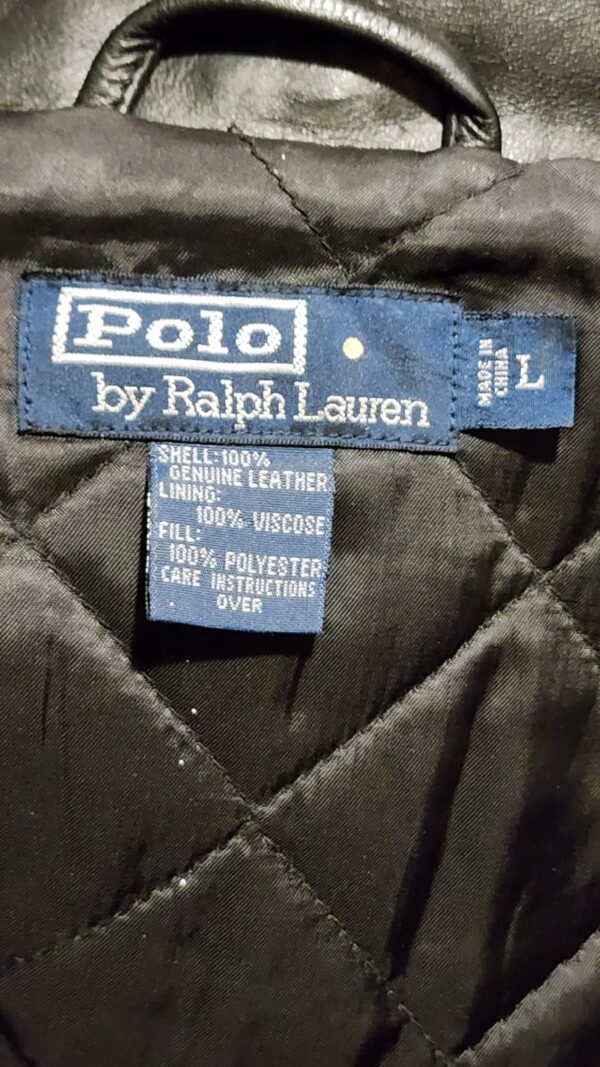 Polo
by Ralph Lauren
MADE IN
CHINA
L
SHELL:100%
GENUINE LEATHER
LINING:
100% VISCOSE
FILL:
100% POLYESTER
CARE INSTRUCTIONS
OVER